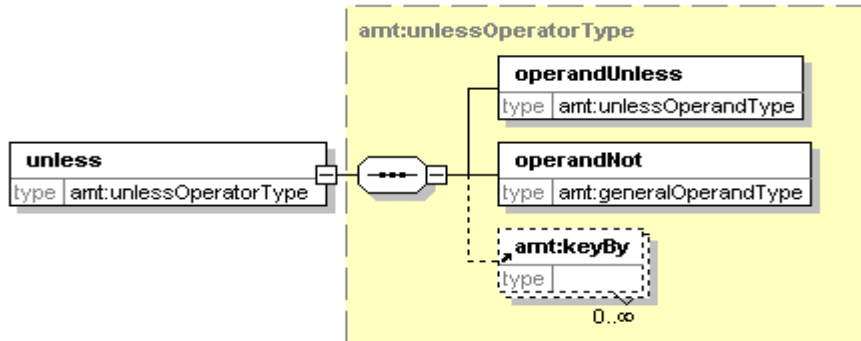 amt:unlessOperatorType
operandUnless
type amt:unlessOperandType
unless
type amt:unlessOperatorType
operandNot
type amt:generalOperandType
amt:keyBy
type
0..∞